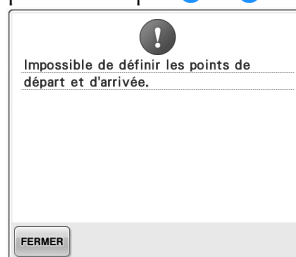 Impossible de définir les points de
départ et d'arrivée.
FERMER